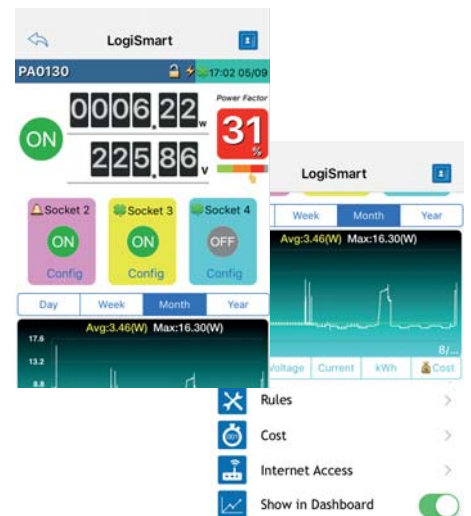 LogiSmart
PA0130 17:02 05/09
ON 0006.22 w Power Factor
225.86 v 31 %
Socket 2 Socket 3 Socket 4
ON ON OFF
Config Config Config
Day Week Month Year
Avg:3.46(W) Max:16.30(W)
17.6
13.2
8.8
LogiSmart
Week Month Year
Avg:3.46(W) Max:16.30(W)
8/...
Voltage Current kWh Cost
Rules
Cost
Internet Access
Show in Dashboard